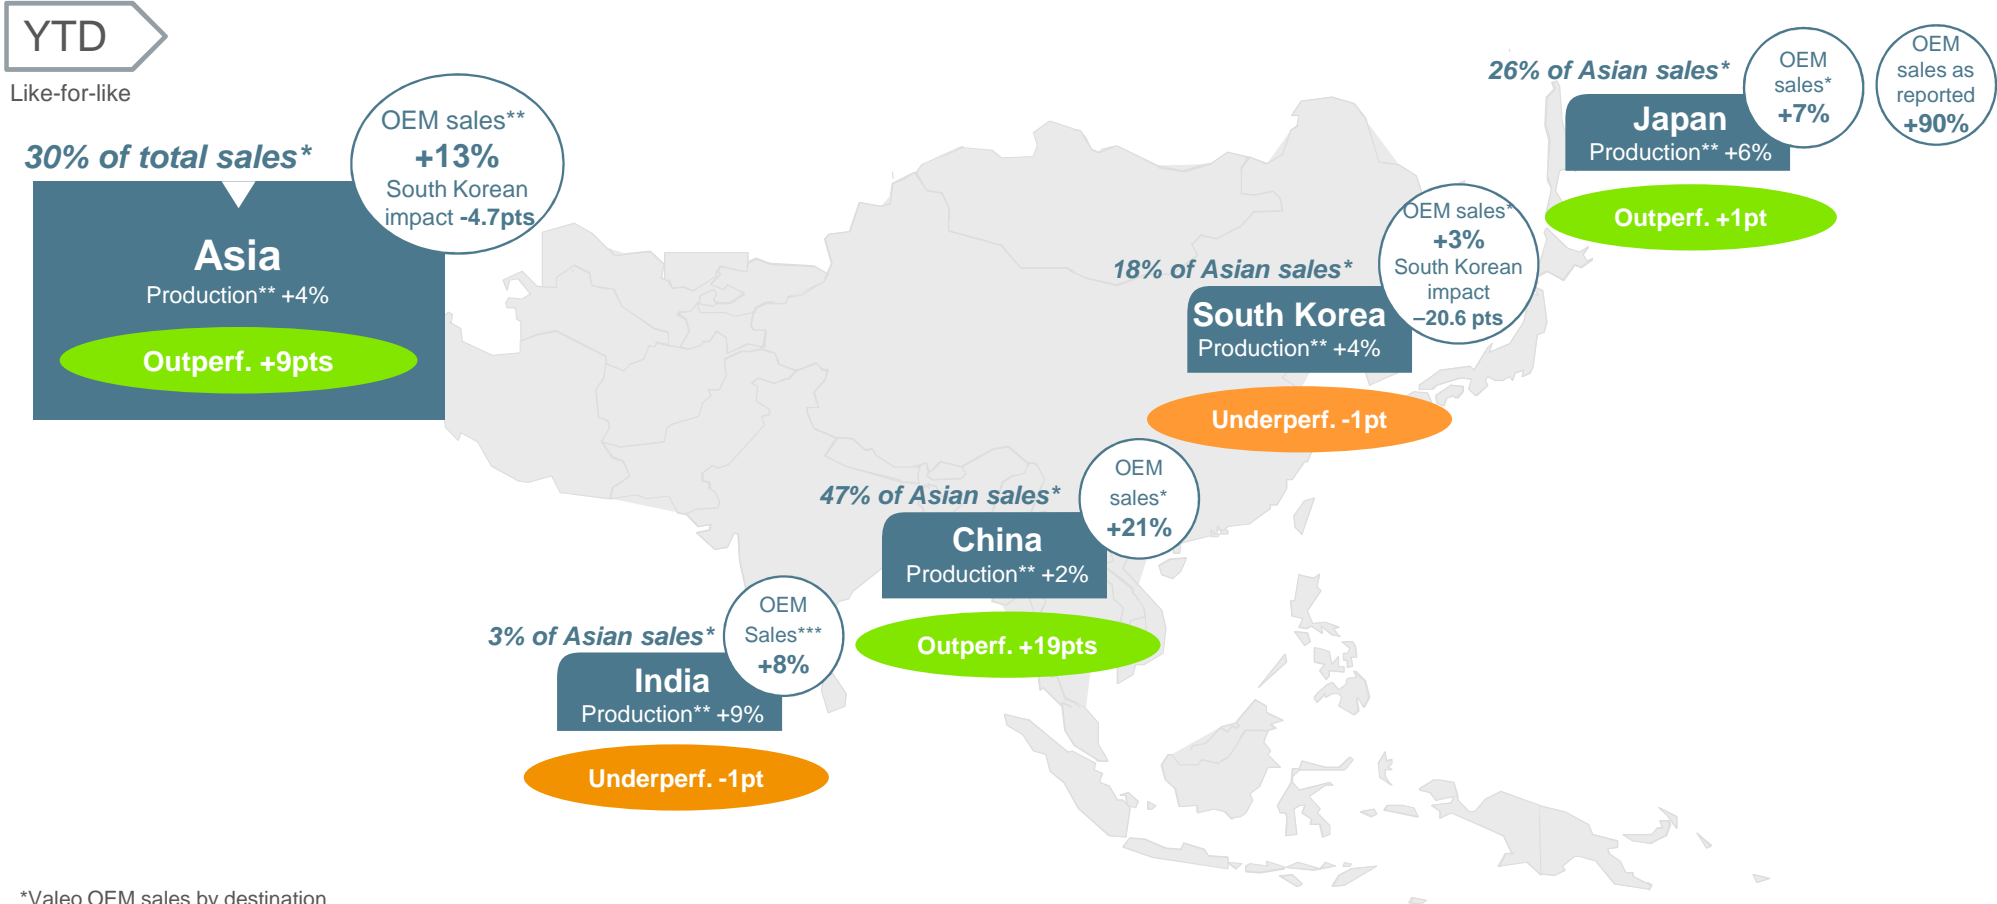 YTD
Like-for-like
30% of total sales*
OEM sales**
+13%
South Korean
impact -4.7pts
Asia
Production** +4%
Outperf. +9pts
26% of Asian sales*
OEM
sales*
+7%
OEM
sales as
reported
+90%
Japan
Production** +6%
Outperf. +1pt
18% of Asian sales*
OEM sales*
+3%
South Korean
impact
–20.6 pts
South Korea
Production** +4%
Underperf. -1pt
47% of Asian sales*
OEM
sales*
+21%
China
Production** +2%
Outperf. +19pts
3% of Asian sales*
OEM
Sales***
+8%
India
Production** +9%
Underperf. -1pt
*Valeo OEM sales by destination